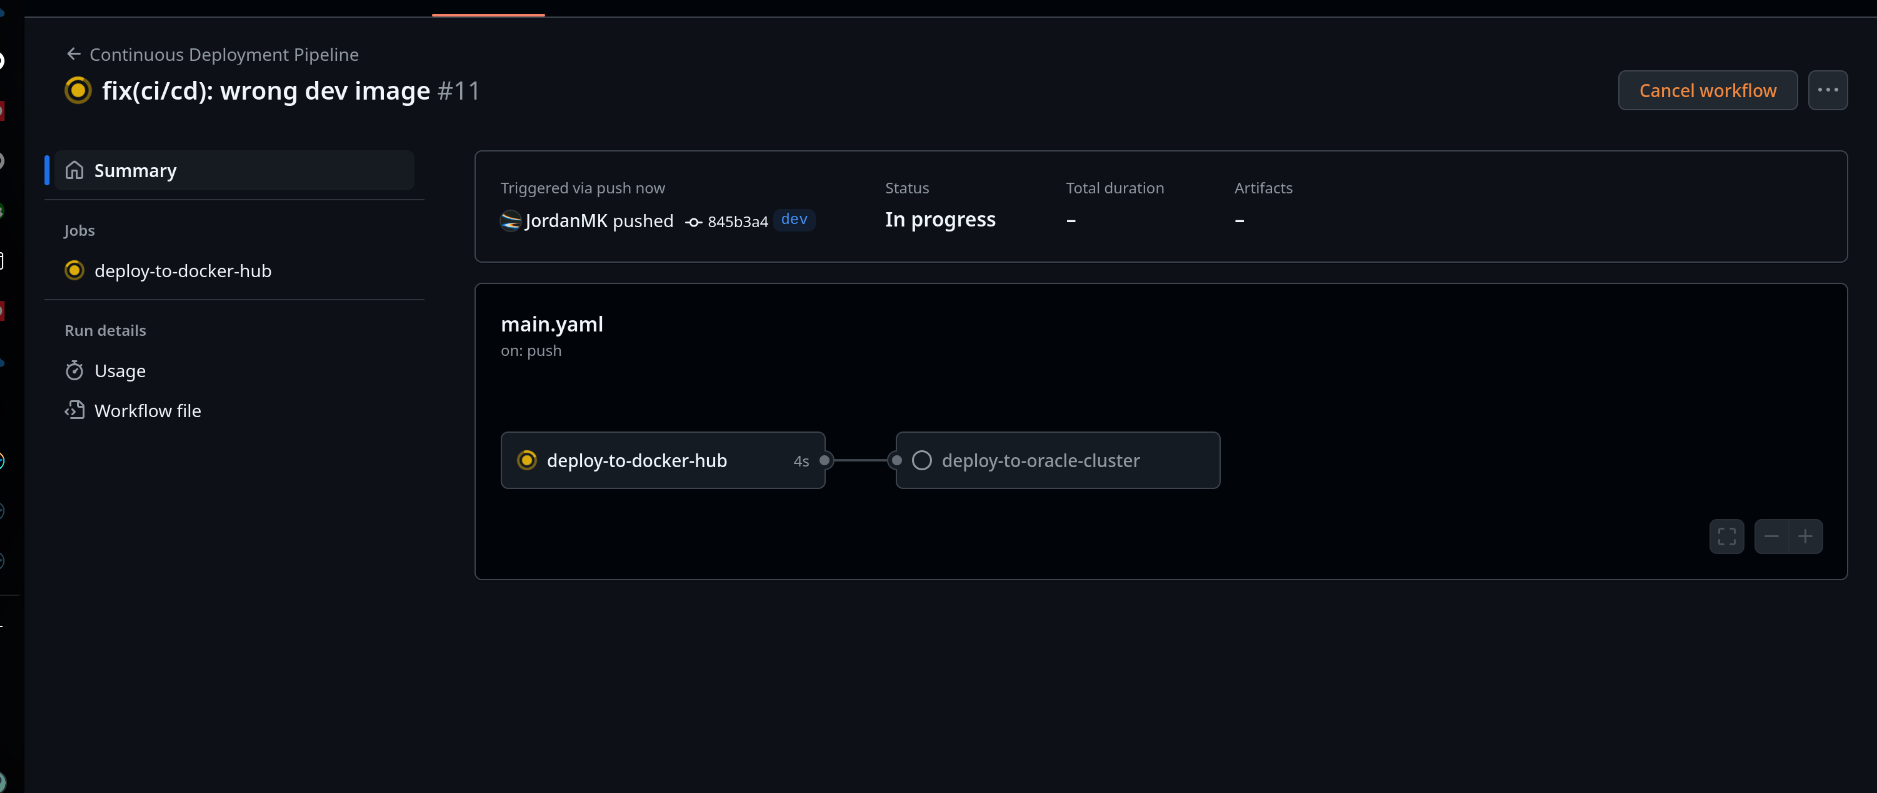 Continuous Deployment Pipeline
fix(ci/cd): wrong dev image #11
Cancel workflow
Summary
Jobs
deploy-to-docker-hub
Run details
Usage
Workflow file
Triggered via push now
JordanMK pushed 845b3a4 dev
Status
In progress
Total duration
–
Artifacts
–
main.yaml
on: push
deploy-to-docker-hub 4s
deploy-to-oracle-cluster